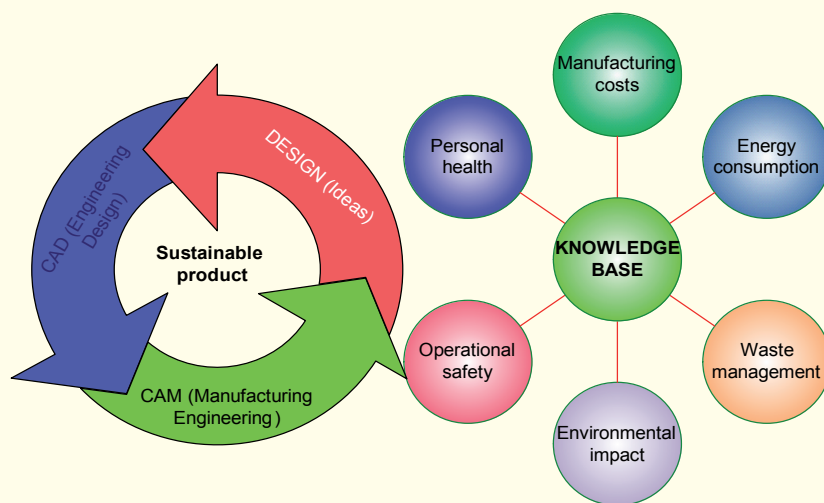 DESIGN (Ideas)
CAD (Engineering
Design)
Sustainable
product
CAM (Manufacturing
Engineering)
Manufacturing
costs
Personal
health
Energy
consumption
KNOWLEDGE
BASE
Operational
safety
Waste
management
Environmental
impact